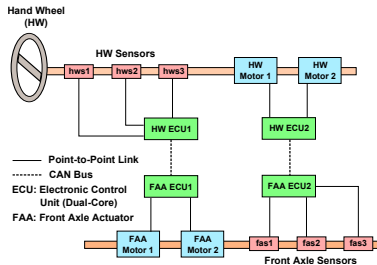 Hand Wheel
(HW)
HW Sensors
hws1
hws2
hws3
HW
Motor 1
HW
Motor 2
HW ECU1
HW ECU2
Point-to-Point Link
CAN Bus
ECU: Electronic Control
Unit (Dual-Core)
FAA: Front Axle Actuator
FAA ECU1
FAA ECU2
FAA
Motor 1
FAA
Motor 2
fas1
fas2
fas3
Front Axle Sensors